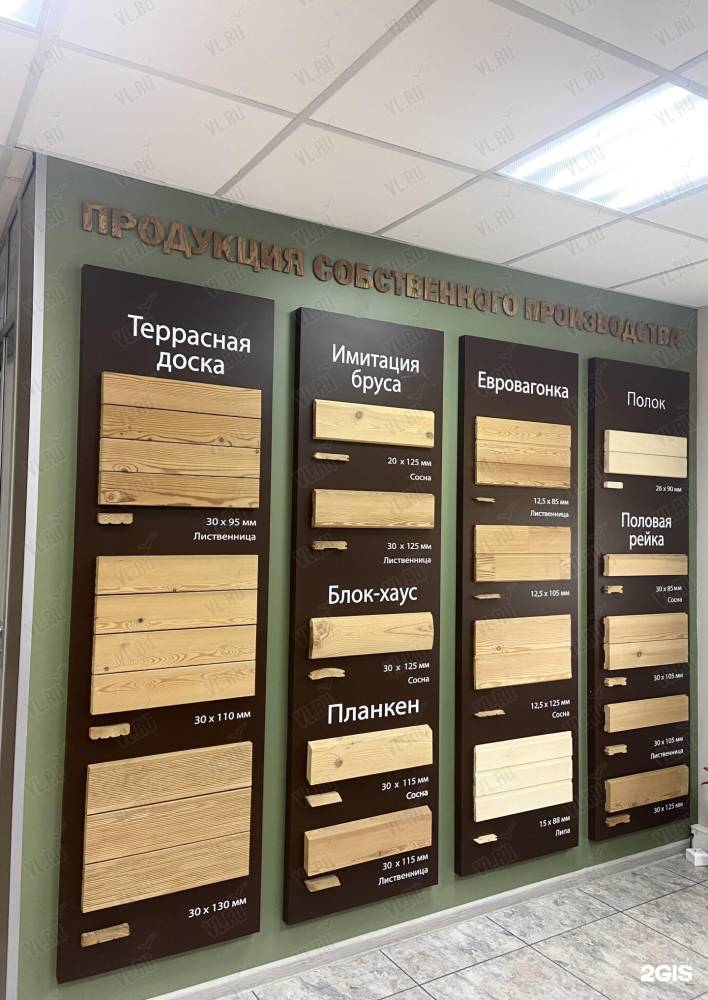 ПРОДУКЦИЯ СОБСТВЕННОГО ПРОИЗВОДСТВА
Террасная
доска
30 х 95 мм
Лиственница
30 х 110 мм
30 х 130 мм
Имитация
бруса
20 х 125 мм
Сосна
30 х 125 мм
Лиственница
Блок-хаус
30 х 125 мм
Сосна
Планкен
30 х 115 мм
Сосна
30 х 115 мм
Лиственница
Евровагонка
12,5 х 85 мм
Лиственница
12,5 х 105 мм
12,5 х 125 мм
Сосна
15 х 88 мм
Липа
Полок
26 х 90 мм
Половая
рейка
30 х 85 мм
Сосна
30 х 105 мм
30 х 105 мм
Лиственница
30 х 125 мм
VL.RU
2GIS